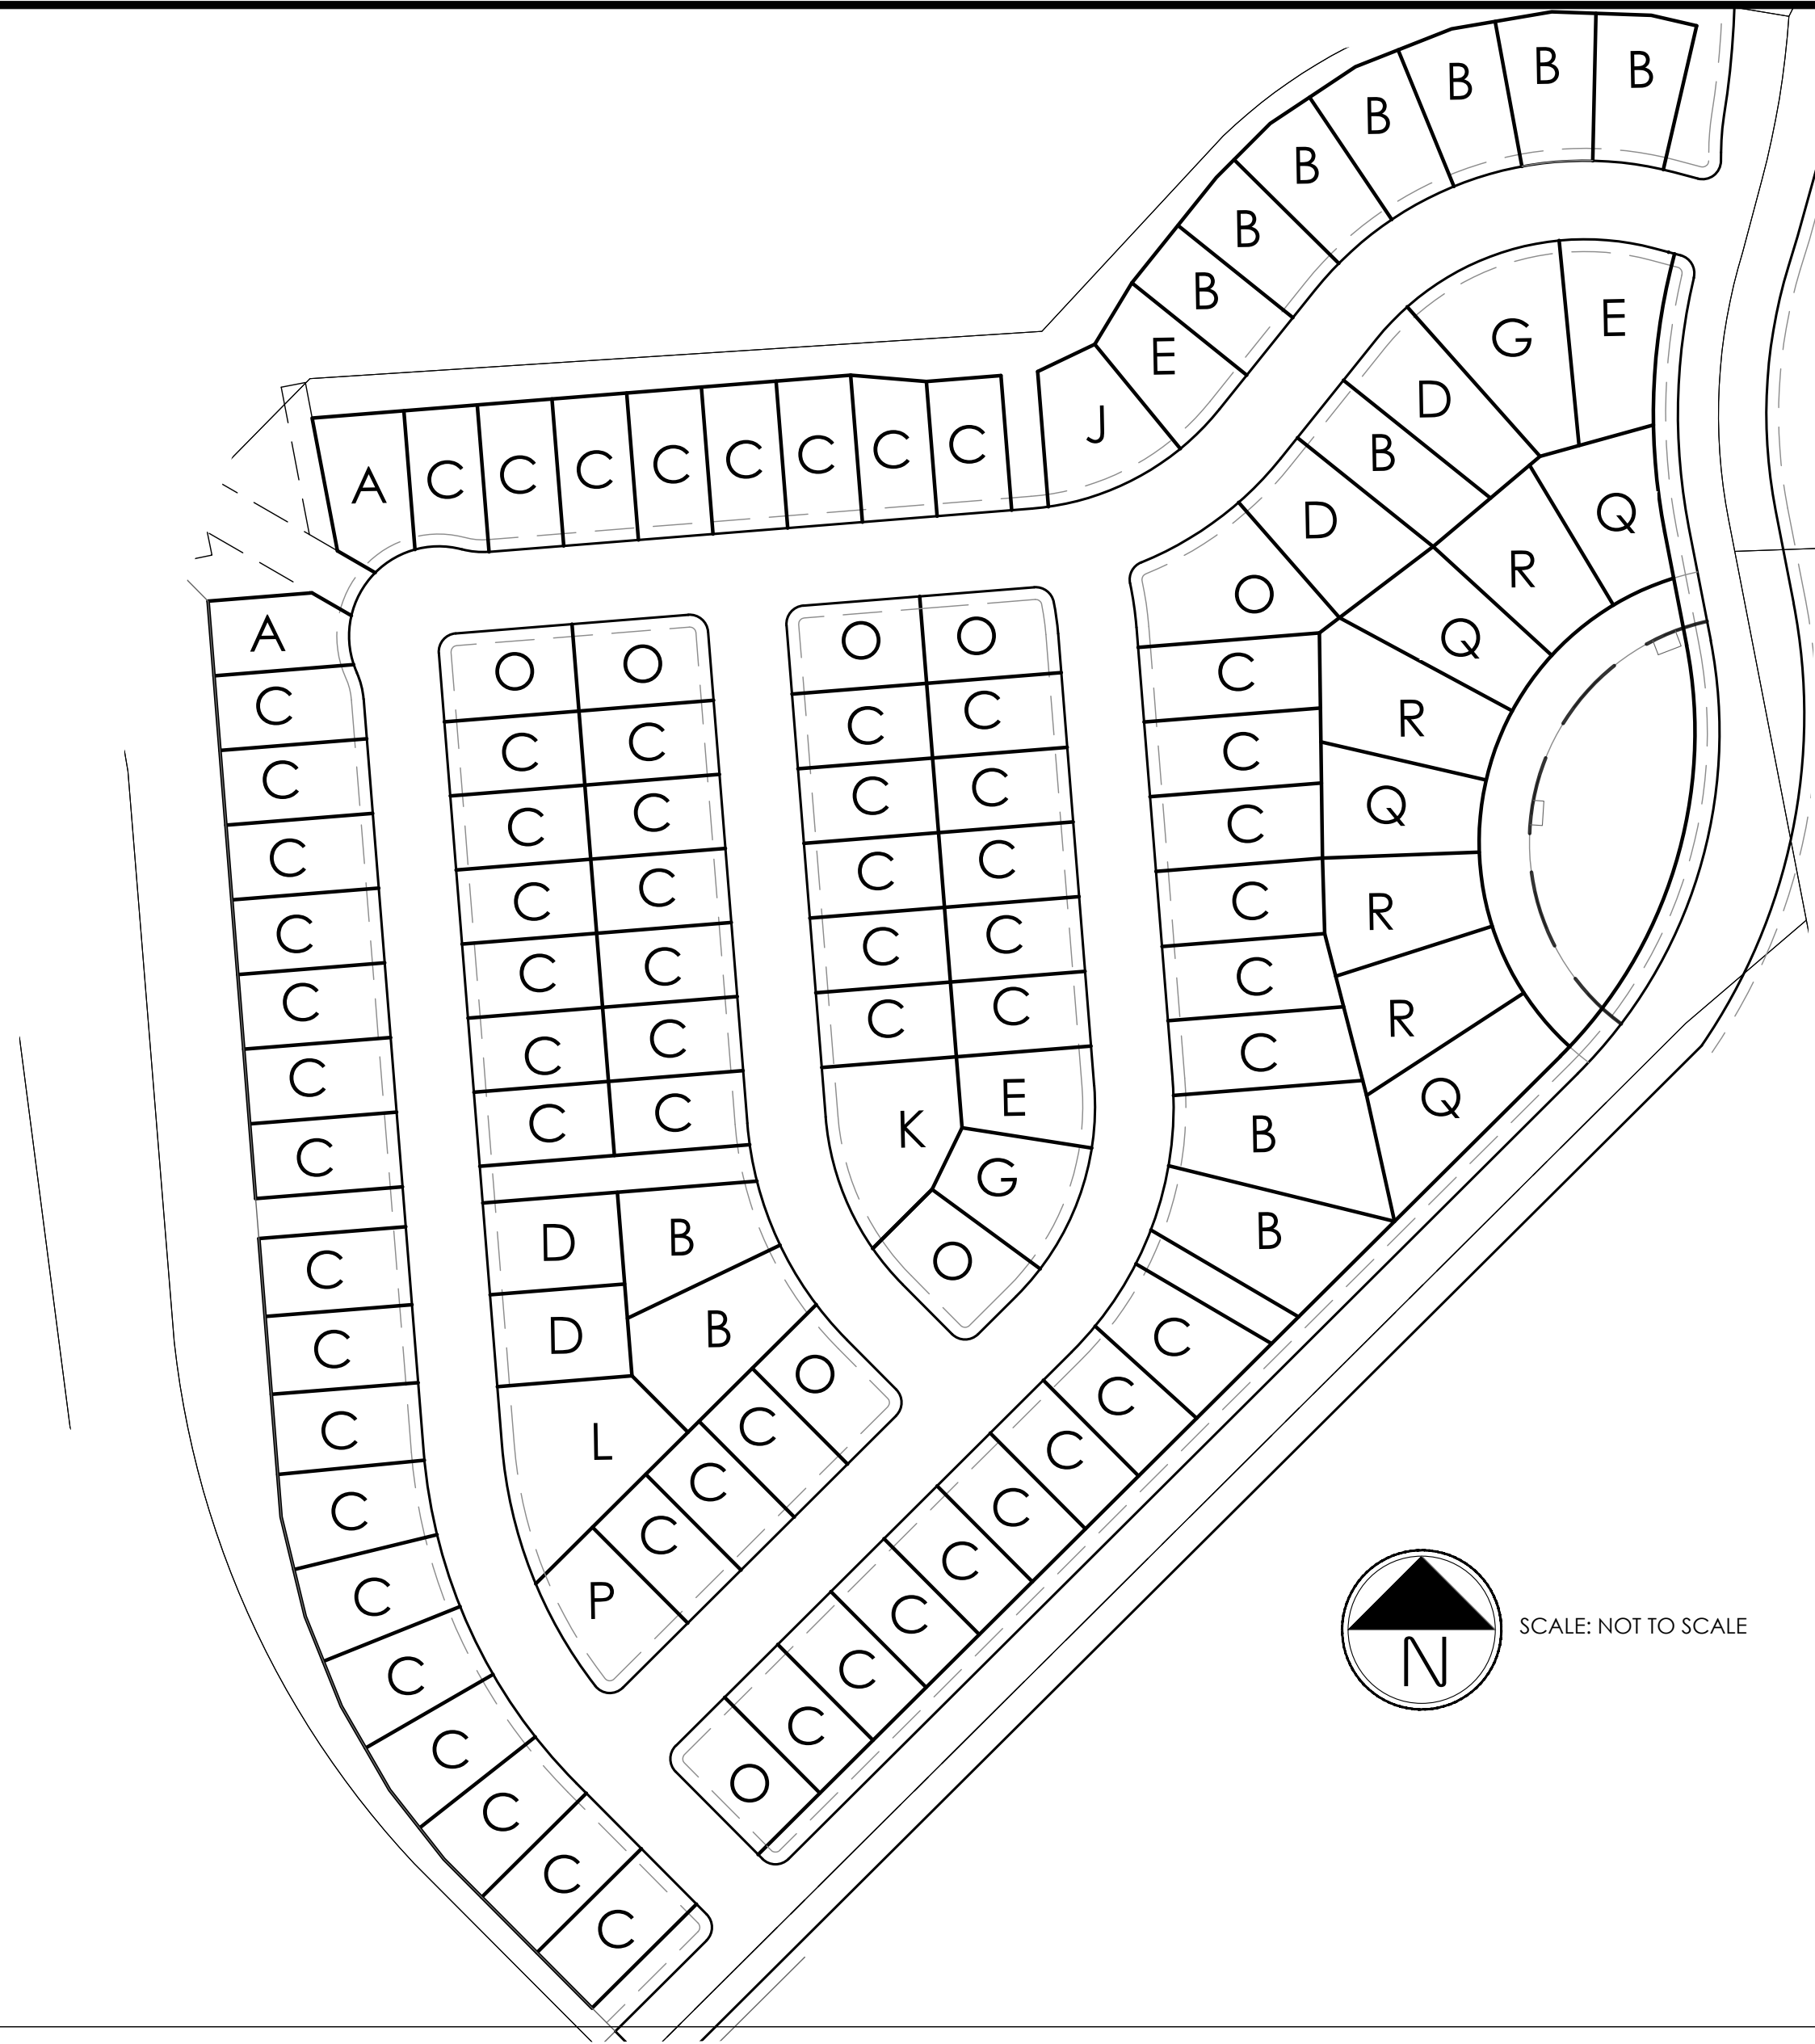 B B B
B
B
B
B
E G
B
E D
J B
C C C C C C C C
A Q
D
R
O
A Q
O O O O
C C C R
C C C C
C Q
C C C C C
C
C C C C R
C C
C C C C C
C R
C C C C
C E Q
C C K B
C G
D B B
C O
D B C
C O
L C C
C C
C C
C C
C P C
C C
C C
C O
C
C
SCALE: NOT TO SCALE
N